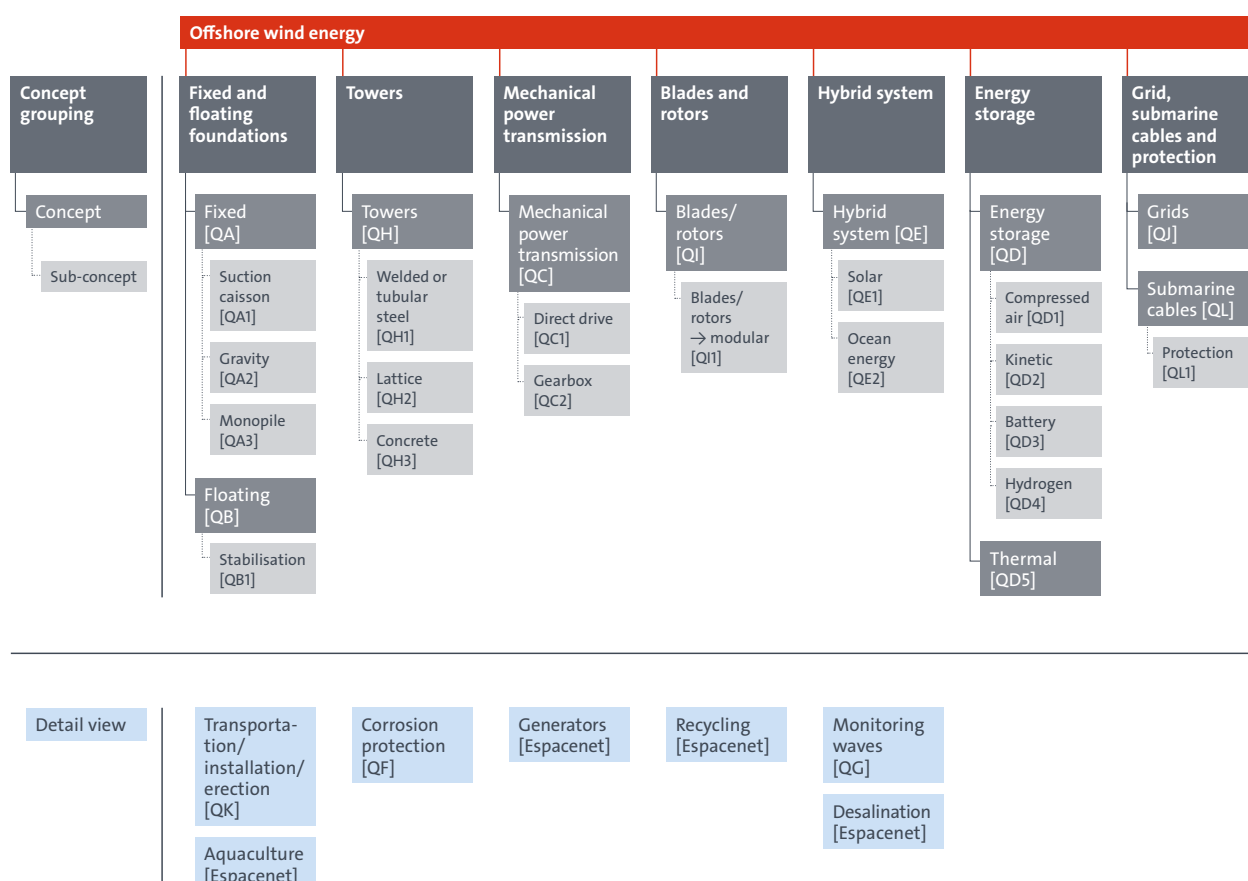 Offshore wind energy
Concept
grouping
Concept
Sub-concept
Fixed and
floating
foundations
Fixed
[QA]
Suction
caisson
[QA1]
Gravity
[QA2]
Monopile
[QA3]
Floating
[QB]
Stabilisation
[QB1]
Towers
Towers
[QH]
Welded or
tubular
steel
[QH1]
Lattice
[QH2]
Concrete
[QH3]
Mechanical
power
transmission
Mechanical
power
transmission
[QC]
Direct drive
[QC1]
Gearbox
[QC2]
Blades and
rotors
Blades/
rotors
[QI]
Blades/
rotors
→ modular
[QI1]
Hybrid system
Hybrid
system [QE]
Solar
[QE1]
Ocean
energy
[QE2]
Energy
storage
Energy
storage
[QD]
Compressed
air [QD1]
Kinetic
[QD2]
Battery
[QD3]
Hydrogen
[QD4]
Thermal
[QD5]
Grid,
submarine
cables and
protection
Grids
[QJ]
Submarine
cables [QL]
Protection
[QL1]
Detail view
Transporta-
tion/
installation/
erection
[QK]
Aquaculture
[Espacenet]
Corrosion
protection
[QF]
Generators
[Espacenet]
Recycling
[Espacenet]
Monitoring
waves
[QG]
Desalination
[Espacenet]